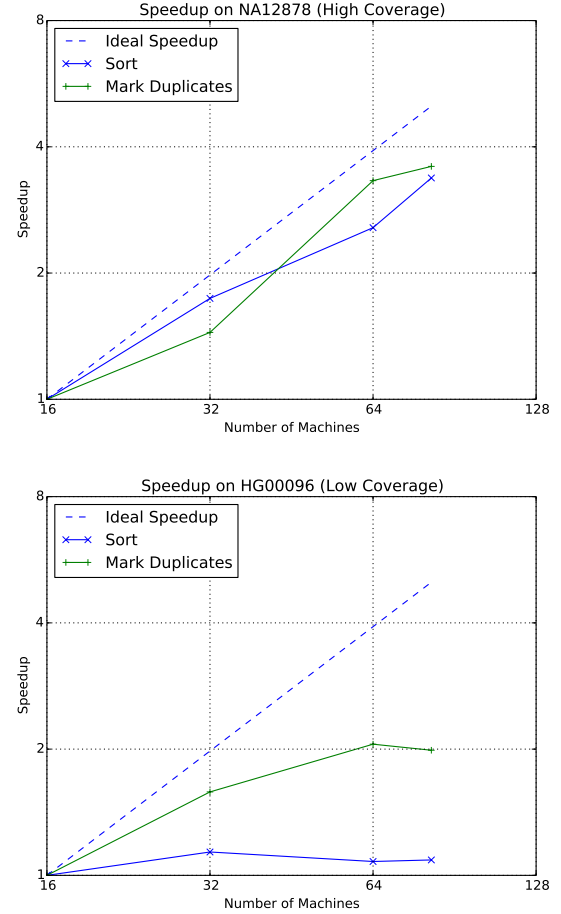 Speedup on NA12878 (High Coverage)
8
Ideal Speedup
Sort
Mark Duplicates
4
Speedup
2
1
16 32 64 128
Number of Machines
Speedup on HG00096 (Low Coverage)
8
Ideal Speedup
Sort
Mark Duplicates
4
Speedup
2
1
16 32 64 128
Number of Machines